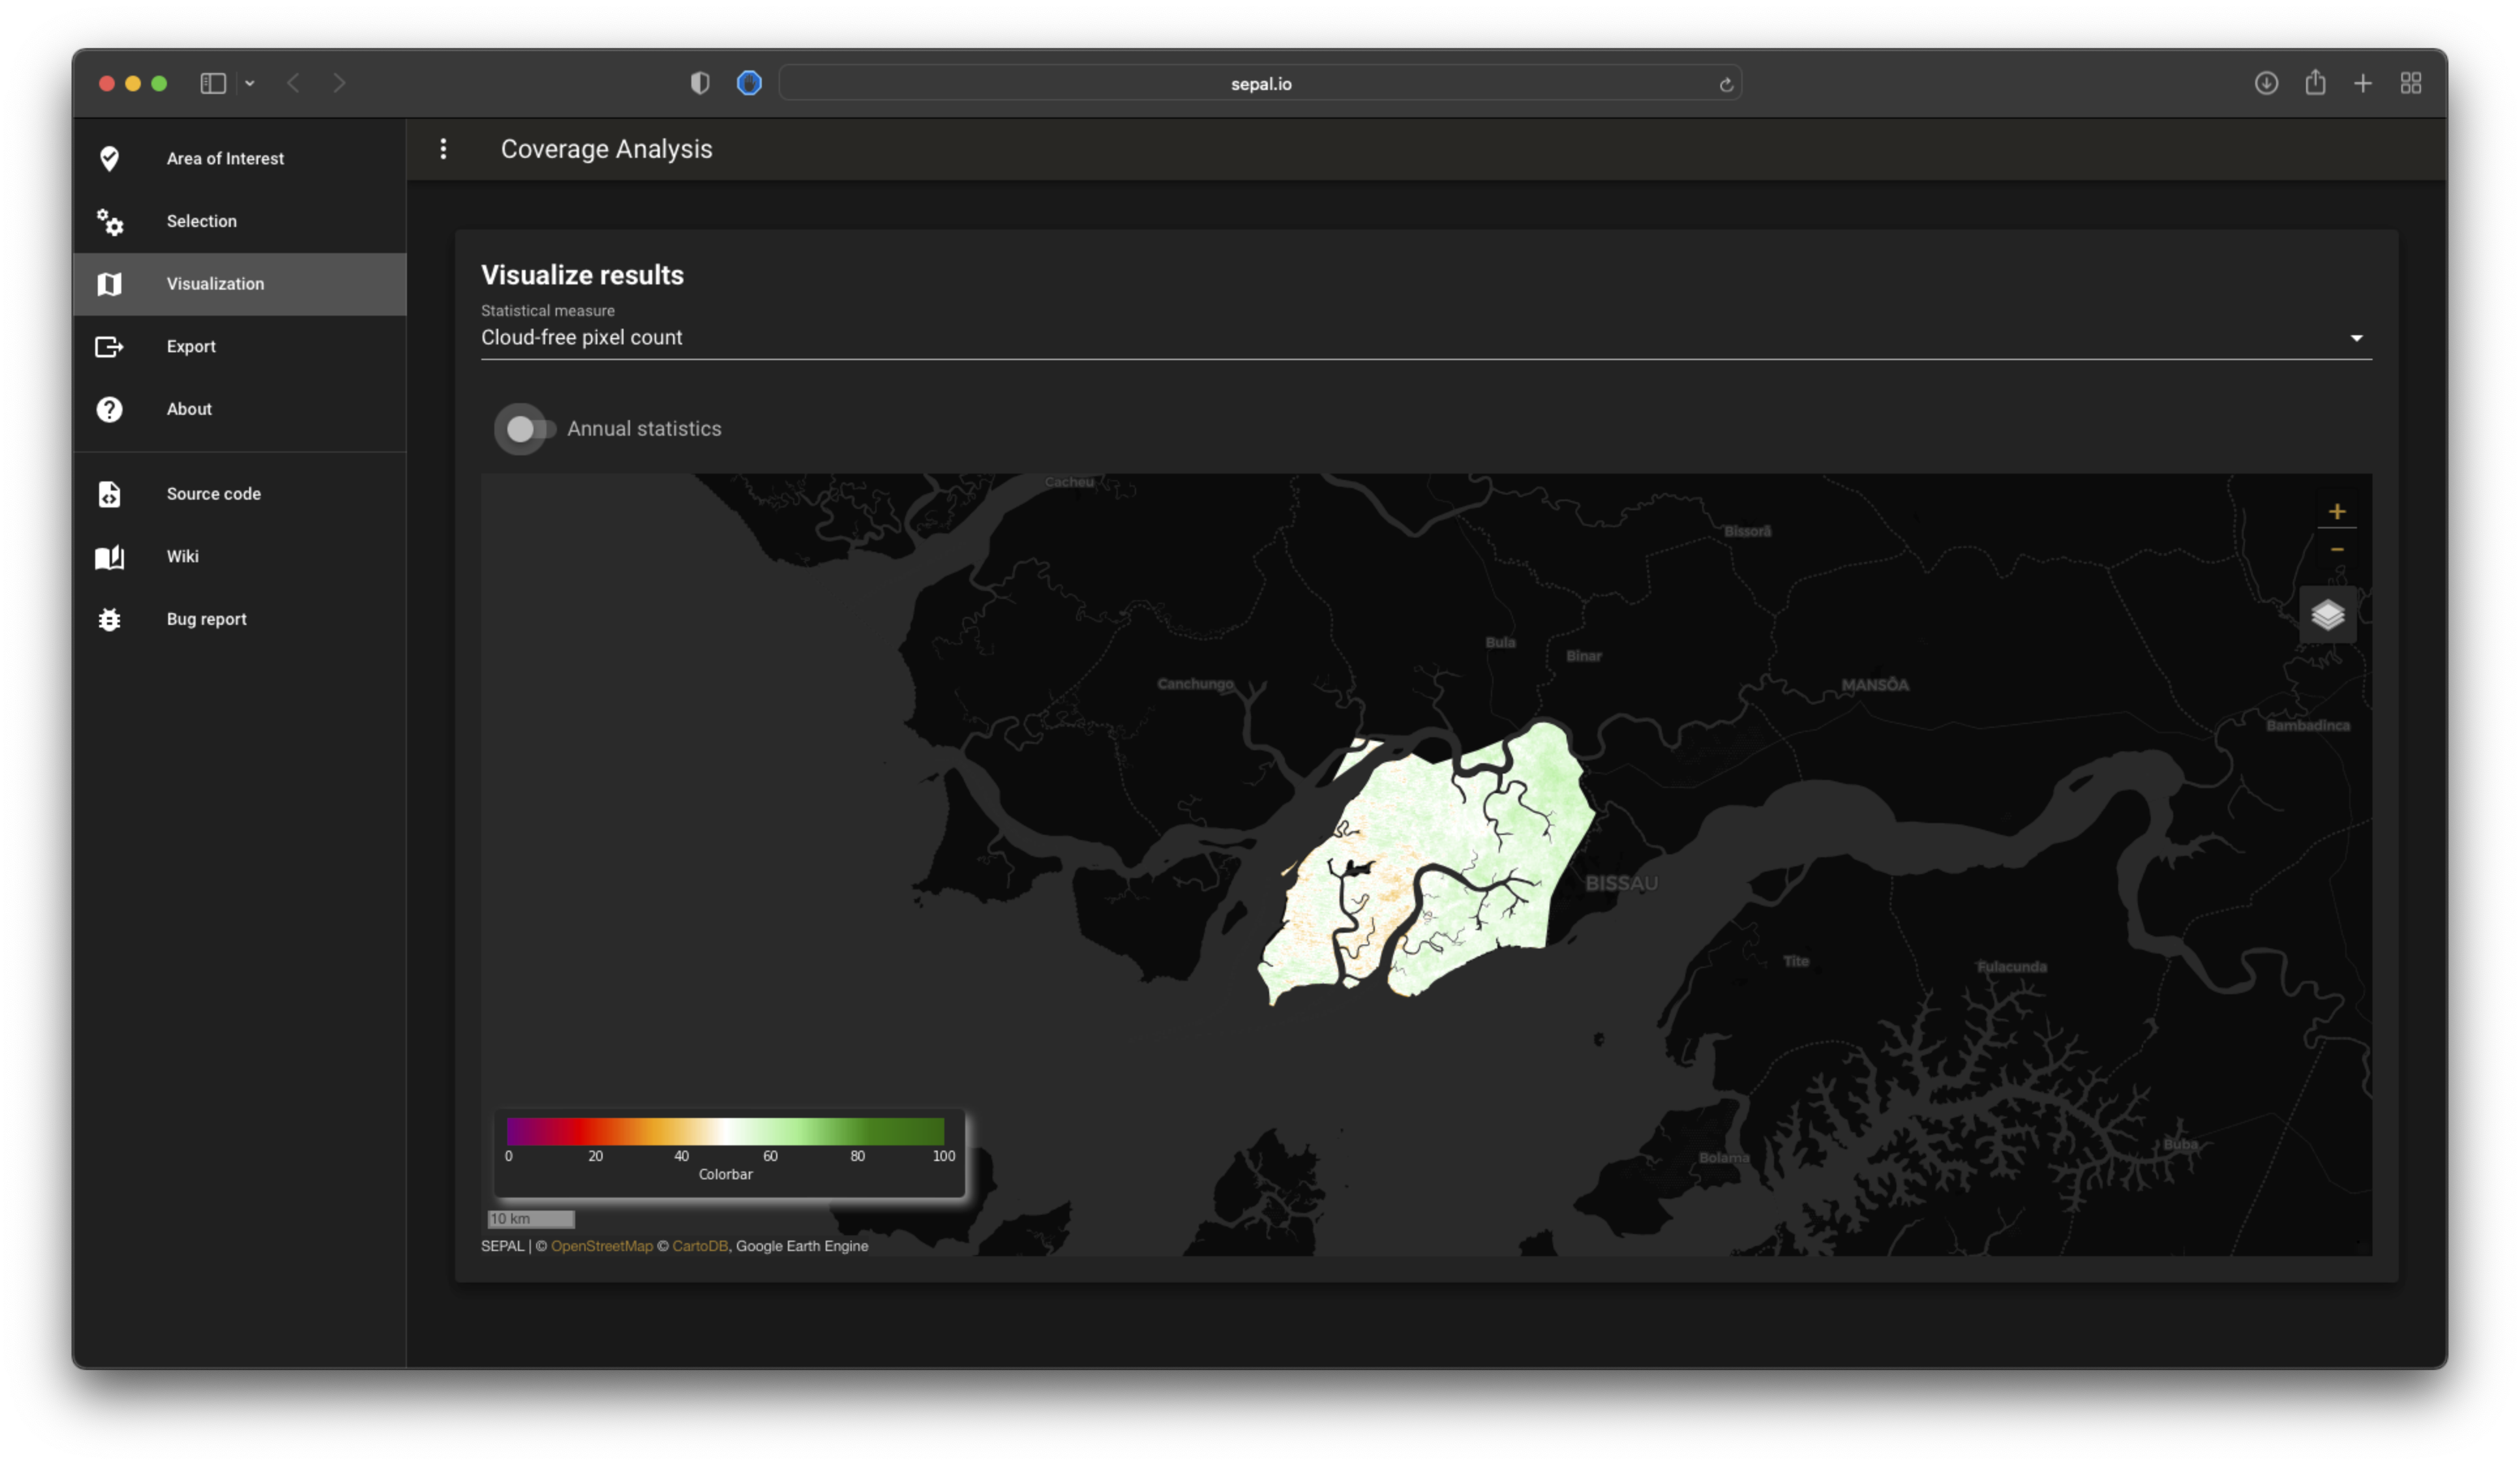 sepal.io
Area of Interest
Selection
Visualization
Export
About
Source code
Wiki
Bug report
Coverage Analysis
Visualize results
Statistical measure
Cloud-free pixel count
Annual statistics
Cacheu
Bissorã
Bula
Binar
Canchungo
MANSÔA
Bambadinca
BISSAU
Tite
Fulacunda
Buba
Bolama
+
−
0 20 40 60 80 100
Colorbar
10 km
SEPAL | © OpenStreetMap © CartoDB, Google Earth Engine